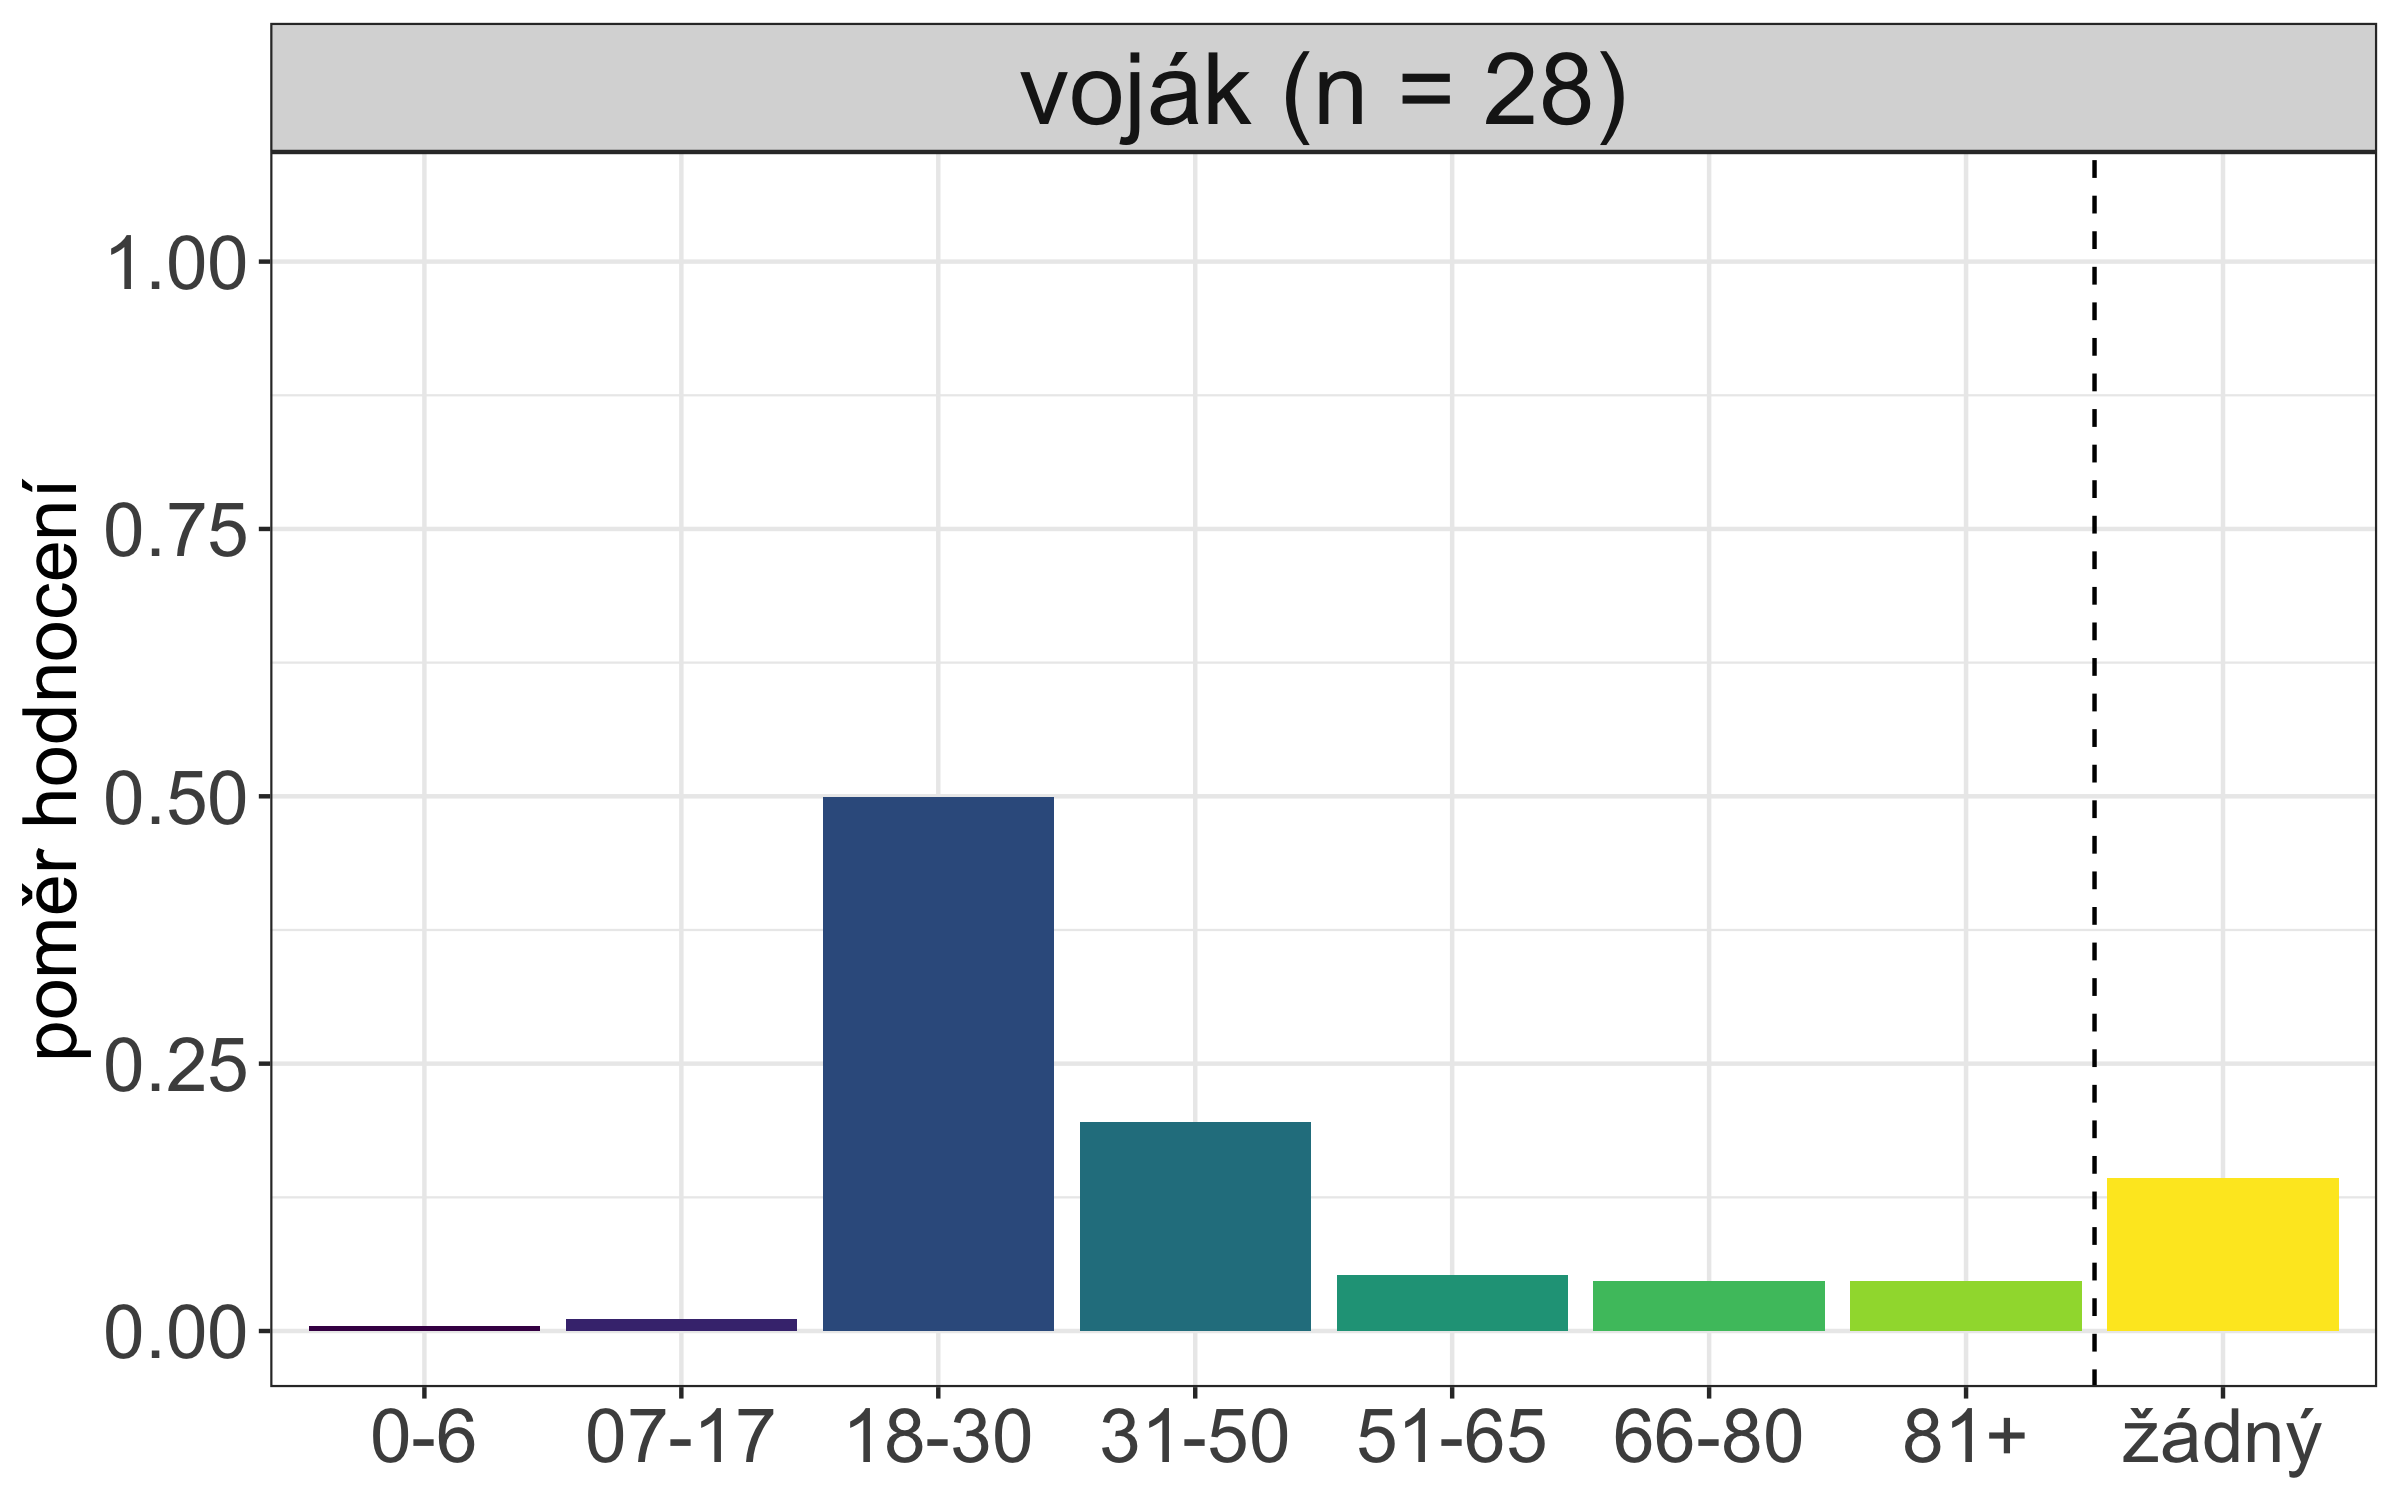 voják (n = 28)
poměr hodnocení
1.00
0.75
0.50
0.25
0.00
0-6 07-17 18-30 31-50 51-65 66-80 81+ žádný